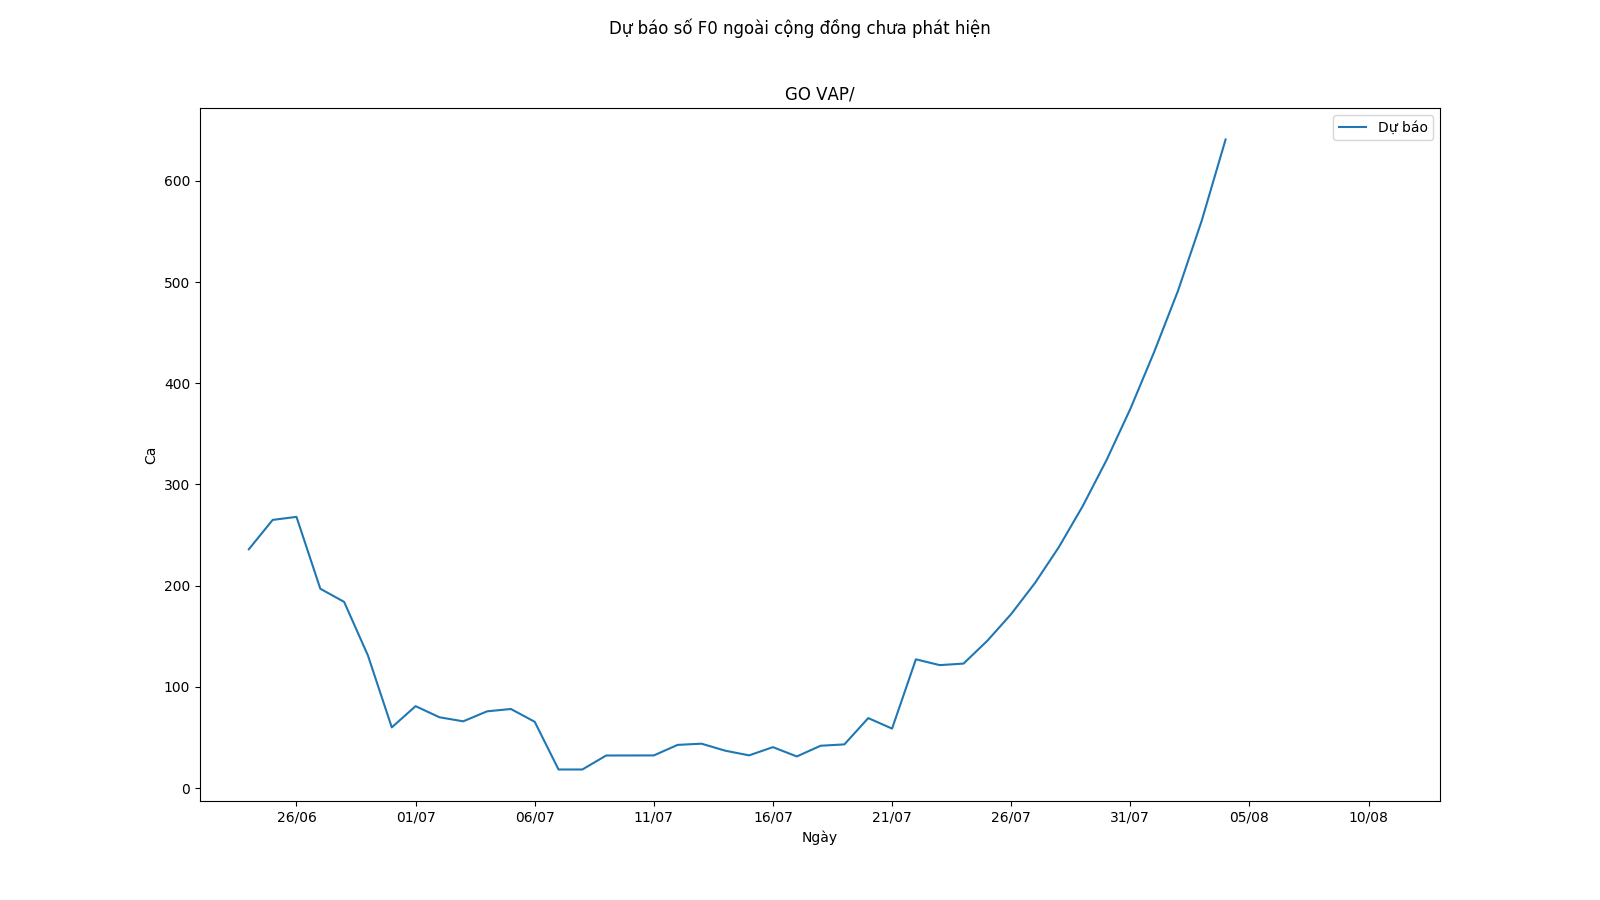 Dự báo số F0 ngoài cộng đồng chưa phát hiện
GO VAP/
Dự báo
600
500
400
300
200
100
0
Ca
26/06 01/07 06/07 11/07 16/07 21/07 26/07 31/07 05/08 10/08
Ngày